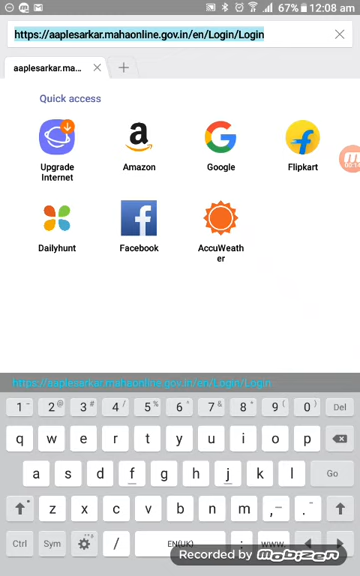 67% 12:08 am
https://aaplesarkar.mahaonline.gov.in/en/Login/Login
aaplesarkar.ma...
Quick access
Upgrade Internet
Amazon
Google
Flipkart
Dailyhunt
Facebook
AccuWeath
er
https://aaplesarkar.mahaonline.gov.in/en/Login/Login
1 2 @ 3 # 4 / 5 % 6 7 & 8 * 9 ( 0 ) Del
q w e r t y u i o p
a s d f g h j k l Go
z x c v b n m , .
Ctrl Sym / EN(UK) : www
Recorded by mobizen